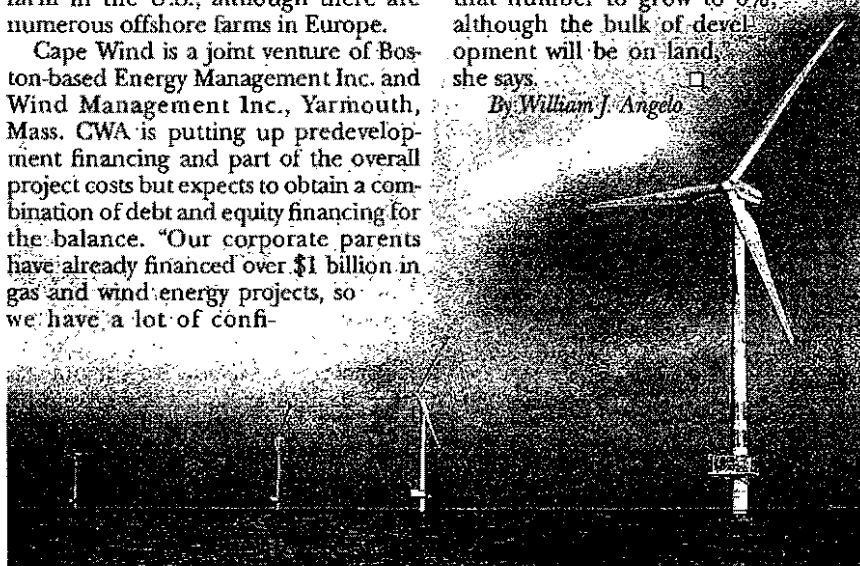 farm in the U.S., although there are
numerous offshore farms in Europe.
Cape Wind is a joint venture of Bos-
ton-based Energy Management Inc. and
Wind Management Inc., Yarmouth,
Mass. CWA is putting up predevelop-
ment financing and part of the overall
project costs but expects to obtain a com-
bination of debt and equity financing for
the balance. “Our corporate parents
have already financed over $1 billion in
gas and wind energy projects, so
we have a lot of confi-
that number to grow to 6%,
although the bulk of devel-
opment will be on land,”
she says. □
By William J. Angelo